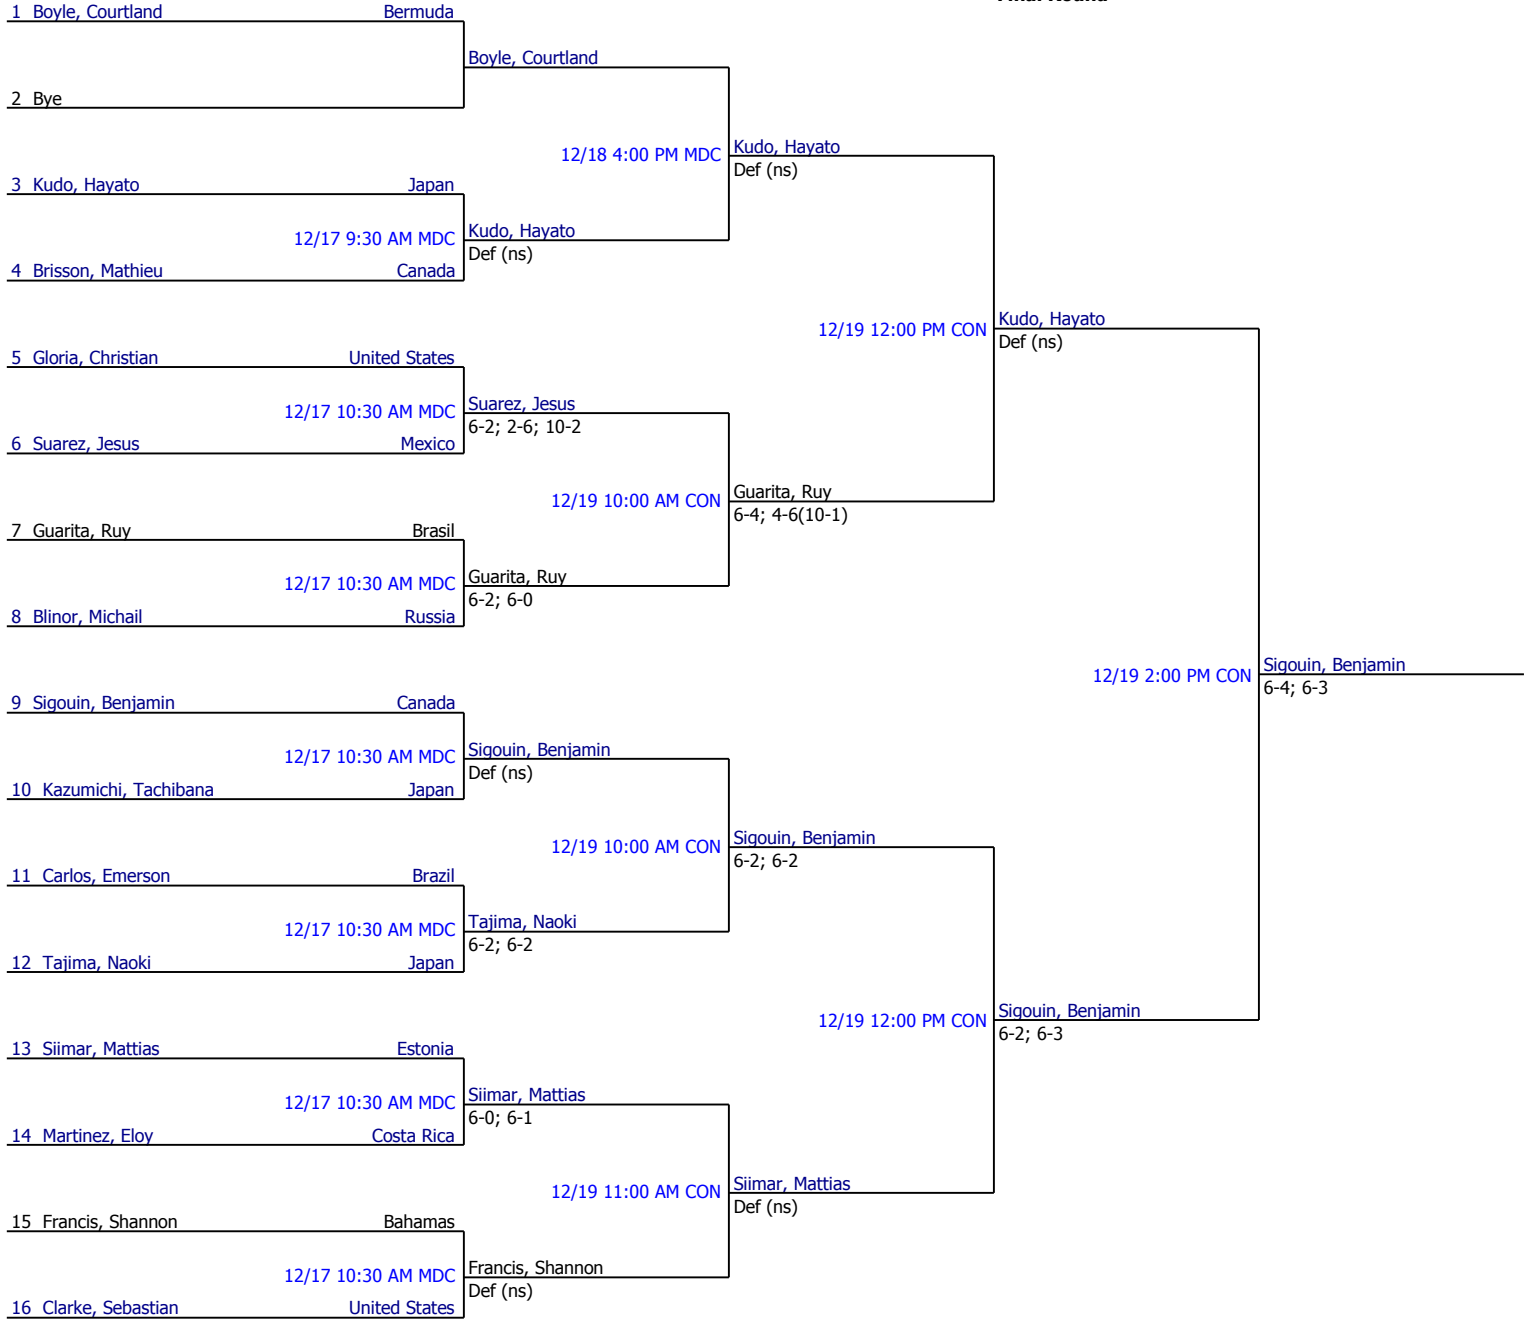 1 Boyle, Courtland Bermuda
Boyle, Courtland
2 Bye
12/18 4:00 PM MDC Kudo, Hayato
Def (ns)
3 Kudo, Hayato Japan
12/17 9:30 AM MDC Kudo, Hayato
Def (ns)
4 Brisson, Mathieu Canada
12/19 12:00 PM CON Kudo, Hayato
Def (ns)
5 Gloria, Christian United States
12/17 10:30 AM MDC Suarez, Jesus
6-2; 2-6; 10-2
6 Suarez, Jesus Mexico
12/19 10:00 AM CON Guarita, Ruy
6-4; 4-6(10-1)
7 Guarita, Ruy Brasil
12/17 10:30 AM MDC Guarita, Ruy
6-2; 6-0
8 Blinor, Michail Russia
12/19 2:00 PM CON Sigouin, Benjamin
6-4; 6-3
9 Sigouin, Benjamin Canada
12/17 10:30 AM MDC Sigouin, Benjamin
Def (ns)
10 Kazumichi, Tachibana Japan
12/19 10:00 AM CON Sigouin, Benjamin
6-2; 6-2
11 Carlos, Emerson Brazil
12/17 10:30 AM MDC Tajima, Naoki
6-2; 6-2
12 Tajima, Naoki Japan
12/19 12:00 PM CON Sigouin, Benjamin
6-2; 6-3
13 Siimar, Mattias Estonia
12/17 10:30 AM MDC Siimar, Mattias
6-0; 6-1
14 Martinez, Eloy Costa Rica
12/19 11:00 AM CON Siimar, Mattias
Def (ns)
15 Francis, Shannon Bahamas
12/17 10:30 AM MDC Francis, Shannon
Def (ns)
16 Clarke, Sebastian United States